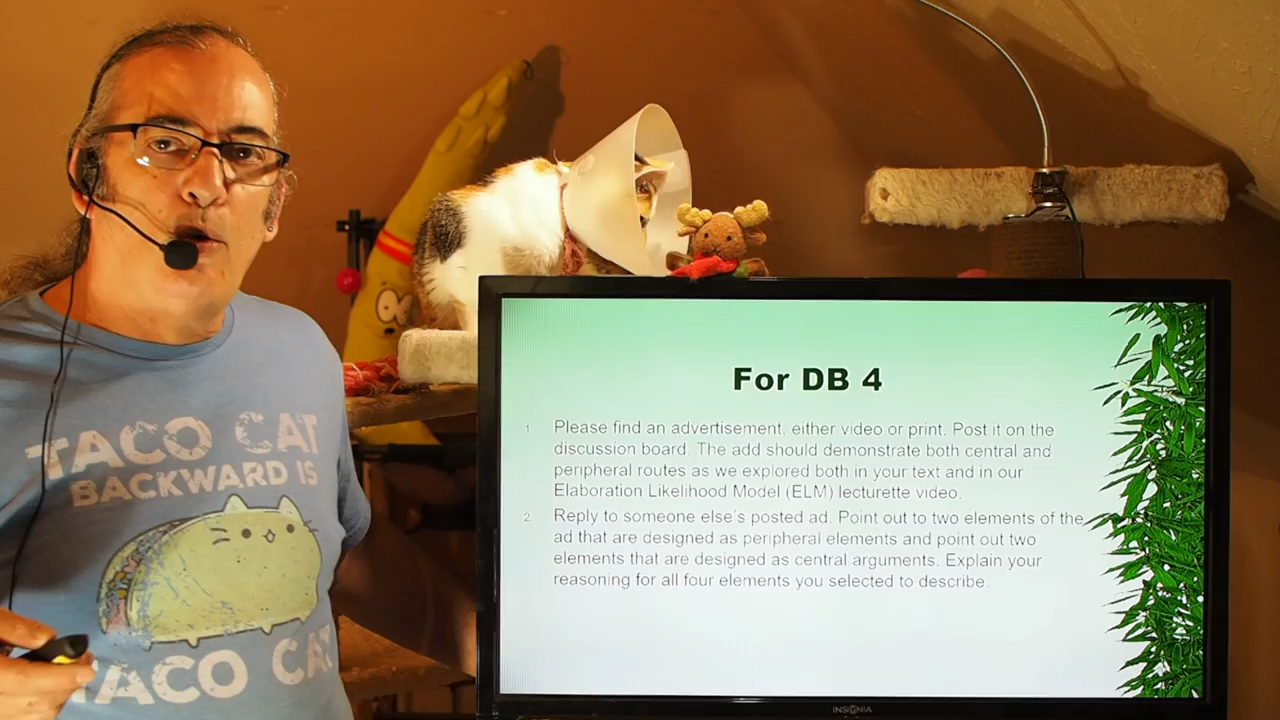 TACO CAT
BACKWARD IS
TACO CAT
For DB 4
1. Please find an advertisement, either video or print. Post it on the
discussion board. The add should demonstrate both central and
peripheral routes as we explored both in your text and in our
Elaboration Likelihood Model (ELM) lecturette video.
2. Reply to someone else's posted ad. Point out to two elements of the
ad that are designed as peripheral elements and point out two
elements that are designed as central arguments. Explain your
reasoning for all four elements you selected to describe.
INSIGNIA